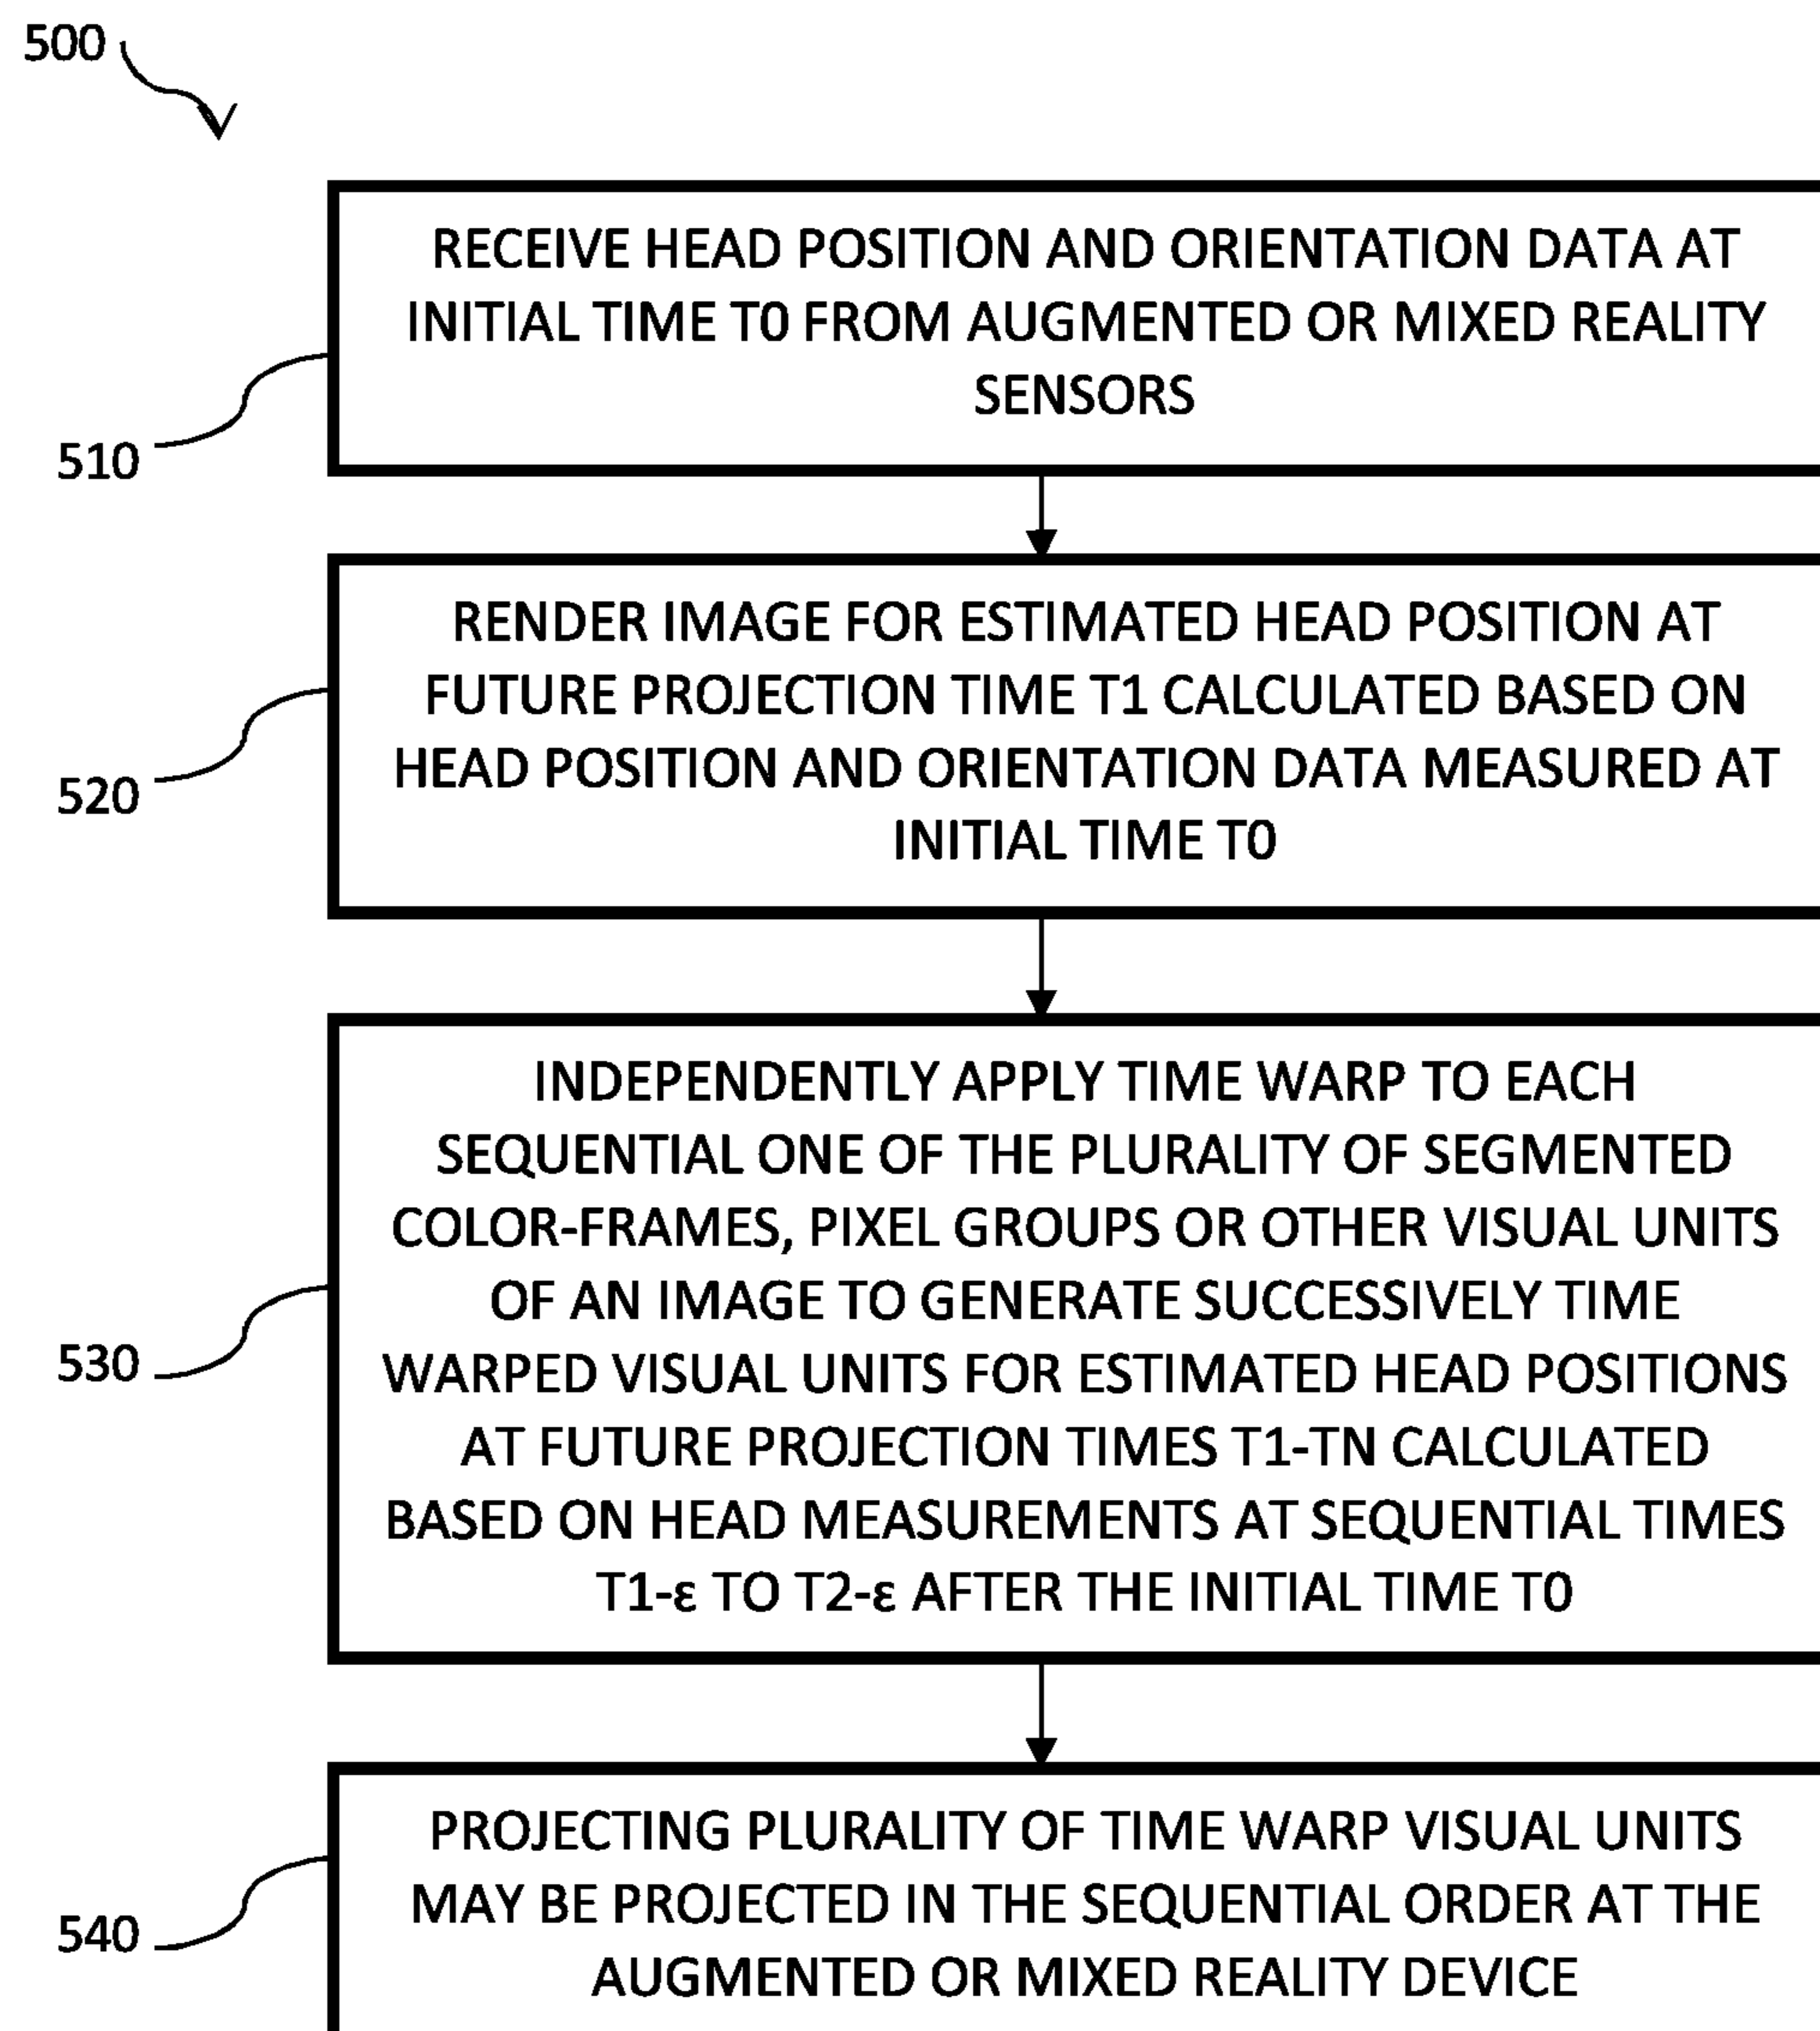 500
RECEIVE HEAD POSITION AND ORIENTATION DATA AT
INITIAL TIME T0 FROM AUGMENTED OR MIXED REALITY
SENSORS
510
RENDER IMAGE FOR ESTIMATED HEAD POSITION AT
FUTURE PROJECTION TIME T1 CALCULATED BASED ON
HEAD POSITION AND ORIENTATION DATA MEASURED AT
INITIAL TIME T0
520
INDEPENDENTLY APPLY TIME WARP TO EACH
SEQUENTIAL ONE OF THE PLURALITY OF SEGMENTED
COLOR-FRAMES, PIXEL GROUPS OR OTHER VISUAL UNITS
OF AN IMAGE TO GENERATE SUCCESSIVELY TIME
WARPED VISUAL UNITS FOR ESTIMATED HEAD POSITIONS
AT FUTURE PROJECTION TIMES T1-TN CALCULATED
BASED ON HEAD MEASUREMENTS AT SEQUENTIAL TIMES
T1-ε TO T2-ε AFTER THE INITIAL TIME T0
530
PROJECTING PLURALITY OF TIME WARP VISUAL UNITS
MAY BE PROJECTED IN THE SEQUENTIAL ORDER AT THE
AUGMENTED OR MIXED REALITY DEVICE
540